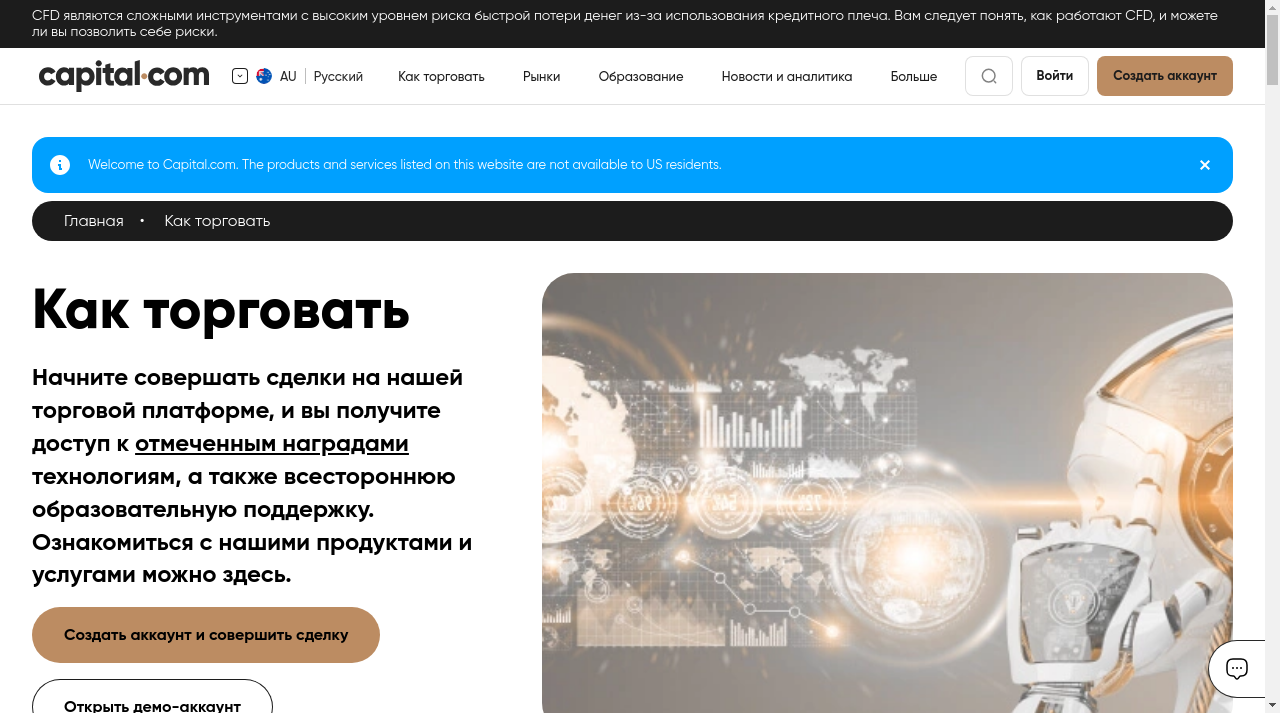 CFD являются сложными инструментами с высоким уровнем риска быстрой потери денег из-за использования кредитного плеча. Вам следует понять, как работают CFD, и можете
ли вы позволить себе риски.
capital.com
AU
Русский
Как торговать
Рынки
Образование
Новости и аналитика
Больше
Войти
Создать аккаунт
Welcome to Capital.com. The products and services listed on this website are not available to US residents.
Главная • Как торговать
Как торговать
Начните совершать сделки на нашей
торговой платформе, и вы получите
доступ к отмеченным наградами
технологиям, а также всестороннюю
образовательную поддержку.
Ознакомиться с нашими продуктами и
услугами можно здесь.
Создать аккаунт и совершить сделку
Открыть демо-аккаунт